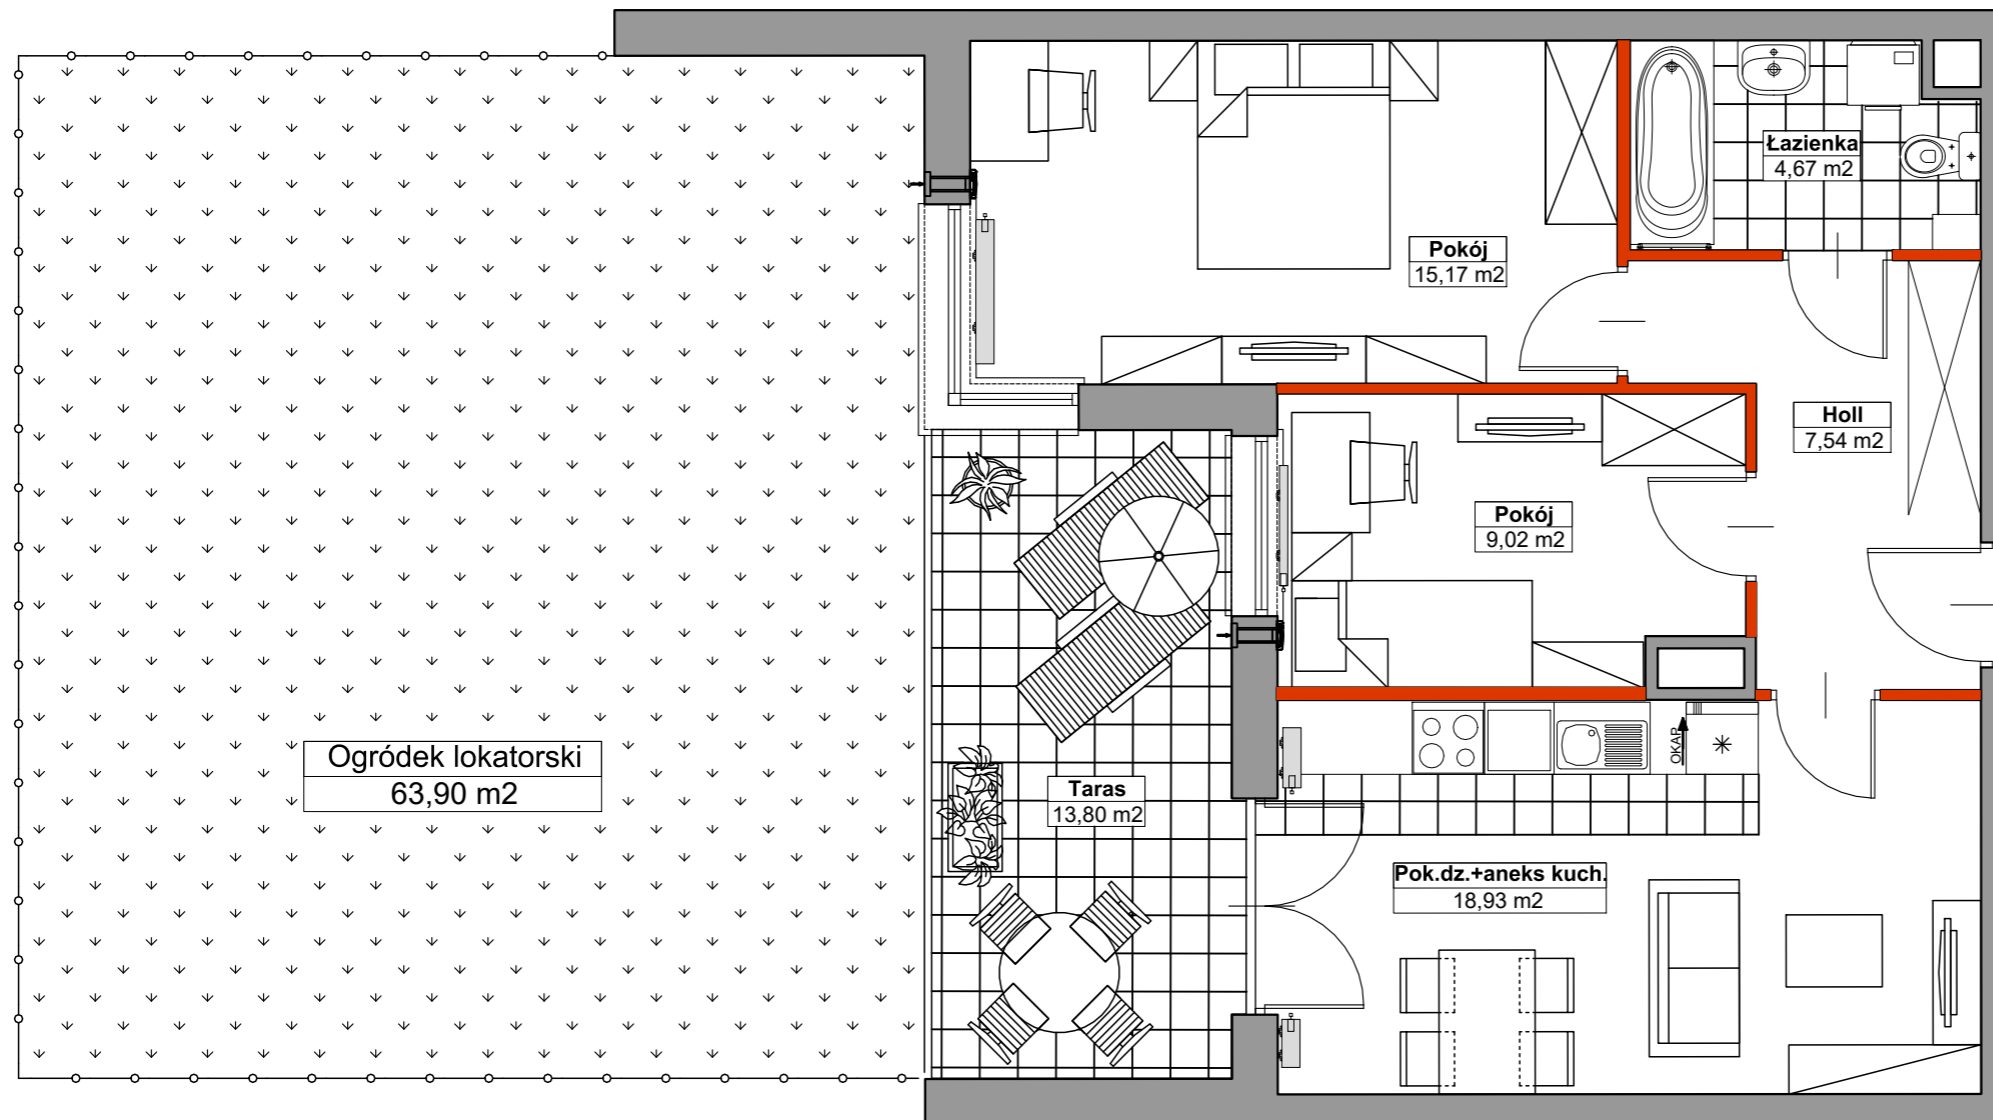 Łazienka
4,67 m2
Pokój
15,17 m2
Holl
7,54 m2
Pokój
9,02 m2
OKAP
Ogródek lokatorski
63,90 m2
Taras
13,80 m2
Pok.dz.+aneks kuch.
18,93 m2